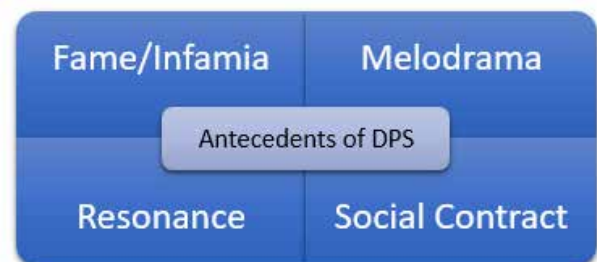 Fame/Infamia
Melodrama
Antecedents of DPS
Resonance
Social Contract